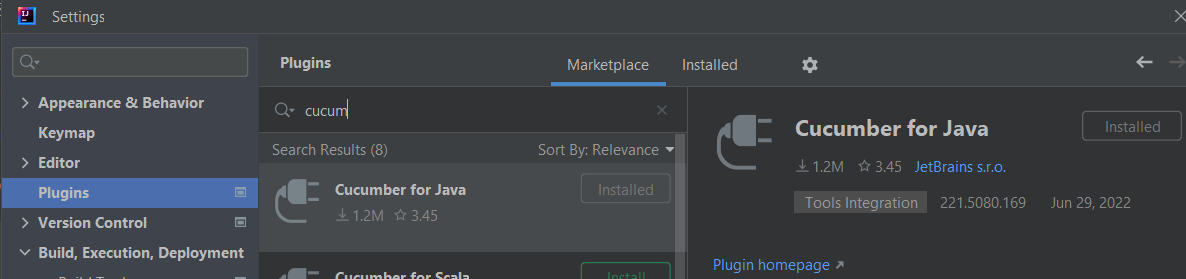 Settings
Plugins
Marketplace
Installed
Appearance & Behavior
Keymap
Editor
Plugins
Version Control
Build, Execution, Deployment
cucum
Search Results (8)
Sort By: Relevance
Cucumber for Java
1.2M
3.45
Installed
Cucumber for Scala
Install
Cucumber for Java
Installed
1.2M
3.45
JetBrains s.r.o.
Tools Integration
221.5080.169
Jun 29, 2022
Plugin homepage